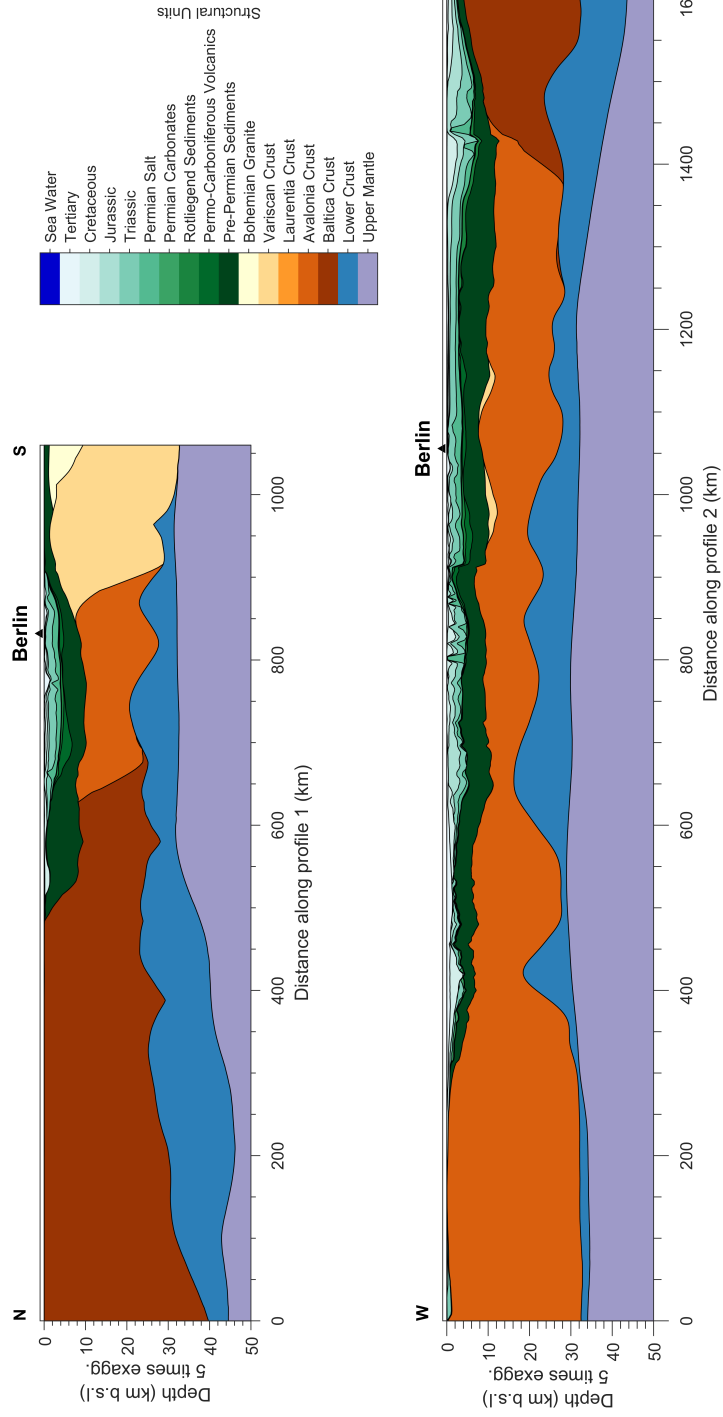 N
Berlin
S
0
10
20
30
40
50
Depth (km b.s.l)
5 times exagg.
0
200
400
600
800
1000
Distance along profile 1 (km)
Structural Units
Sea Water
Tertiary
Cretaceous
Jurassic
Triassic
Permian Salt
Permian Carbonates
Rotliegend Sediments
Permo-Carboniferous Volcanics
Pre-Permian Sediments
Bohemian Granite
Variscan Crust
Laurentia Crust
Avalonia Crust
Baltica Crust
Lower Crust
Upper Mantle
W
Berlin
0
10
20
30
40
50
Depth (km b.s.l)
5 times exagg.
0
200
400
600
800
1000
1200
1400
Distance along profile 2 (km)